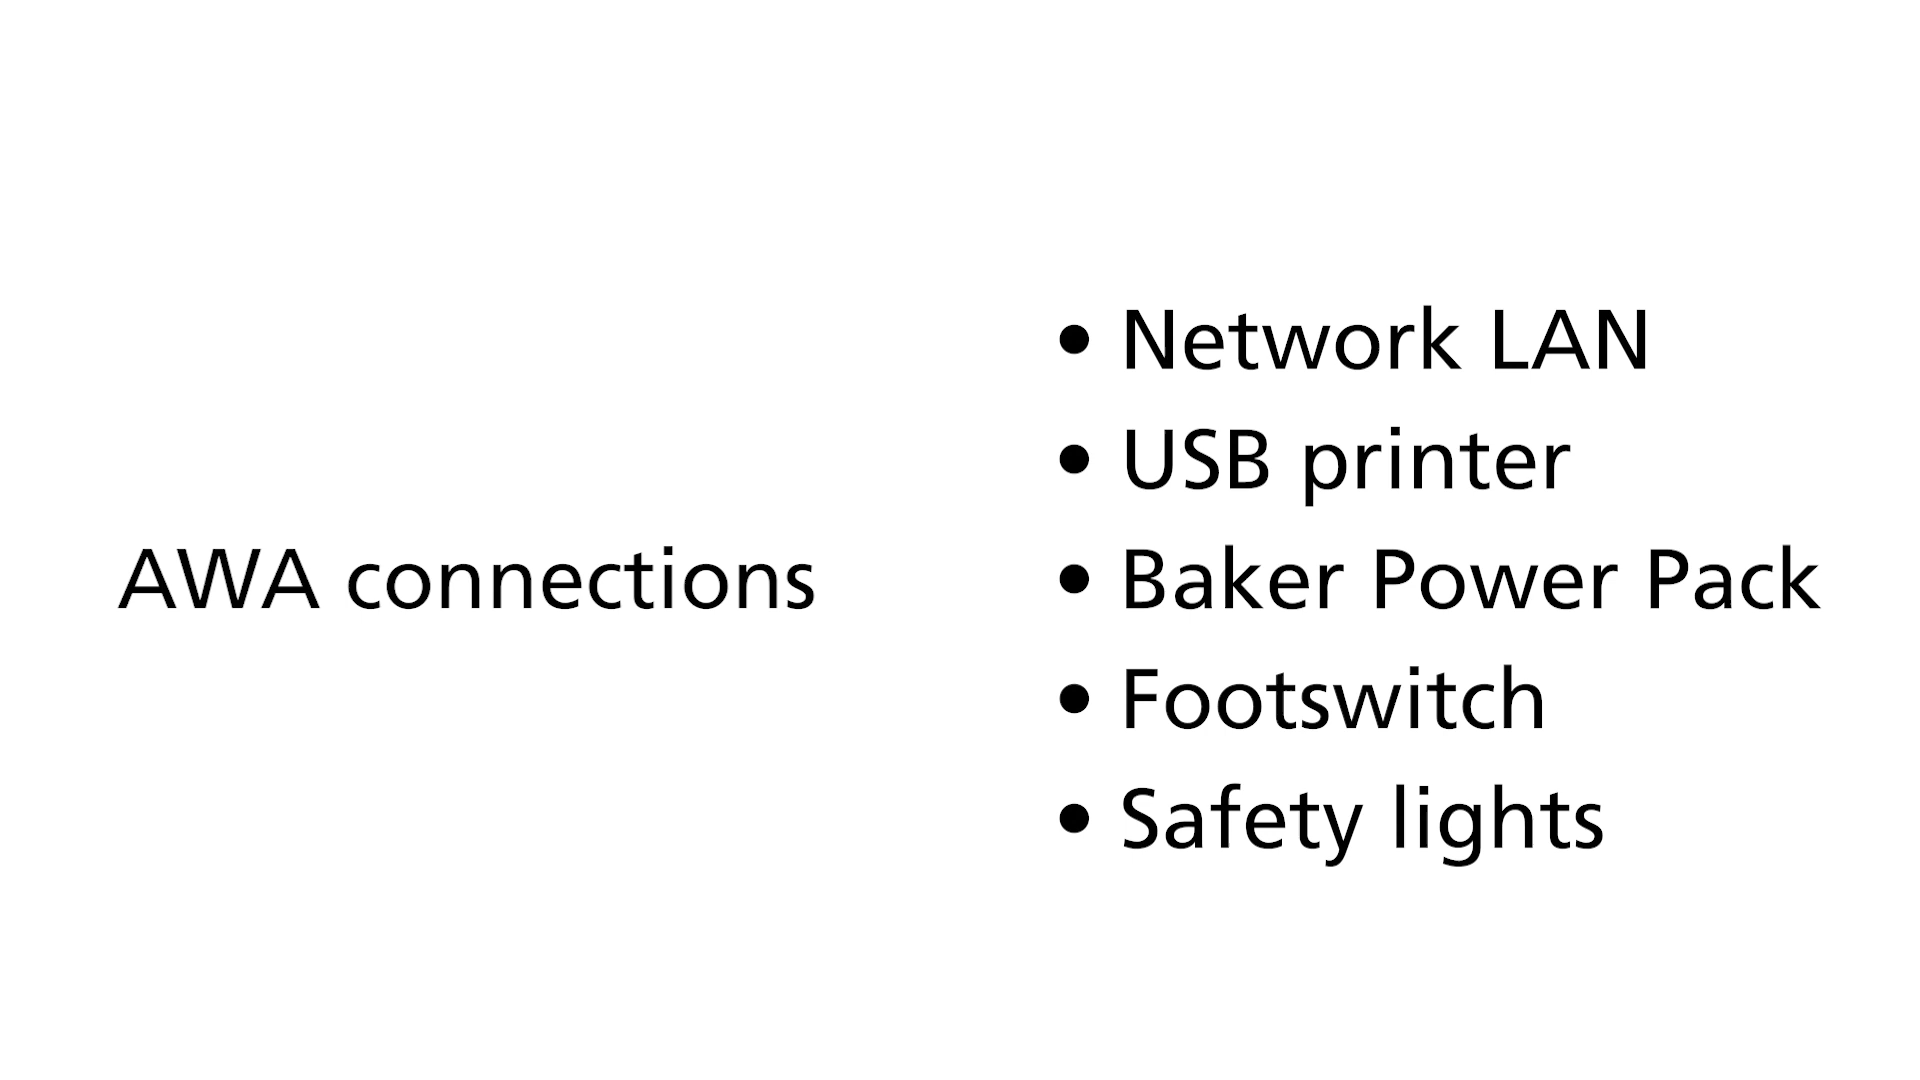 AWA connections
• Network LAN
• USB printer
• Baker Power Pack
• Footswitch
• Safety lights